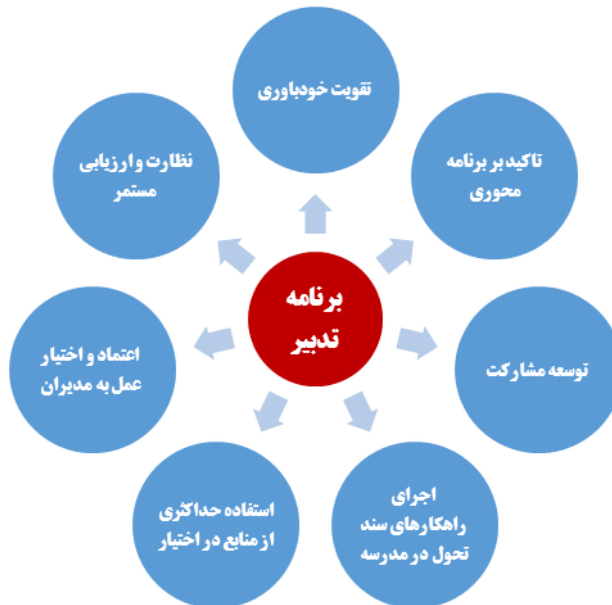 تقویت خودباوری
تاکید بر برنامه
محوری
توسعه مشارکت
اجرای
راهکارهای سند
تحول در مدرسه
استفاده حداکثری
از منابع در اختیار
اعتماد و اختیار
عمل به مدیران
نظارت و ارزیابی
مستمر
برنامه
تدبیر